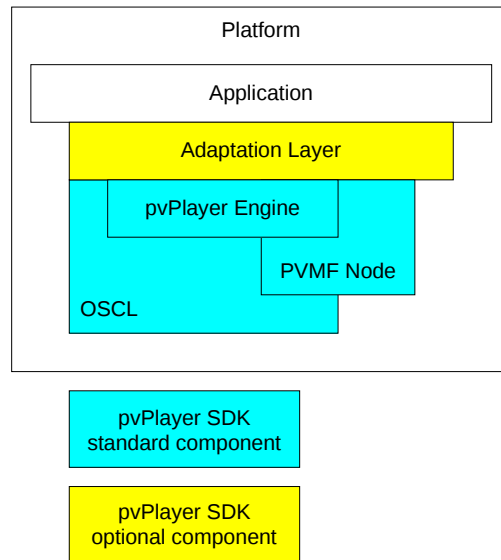 Platform
Application
Adaptation Layer
pvPlayer Engine
PVMF Node
OSCL
pvPlayer SDK
standard component
pvPlayer SDK
optional component